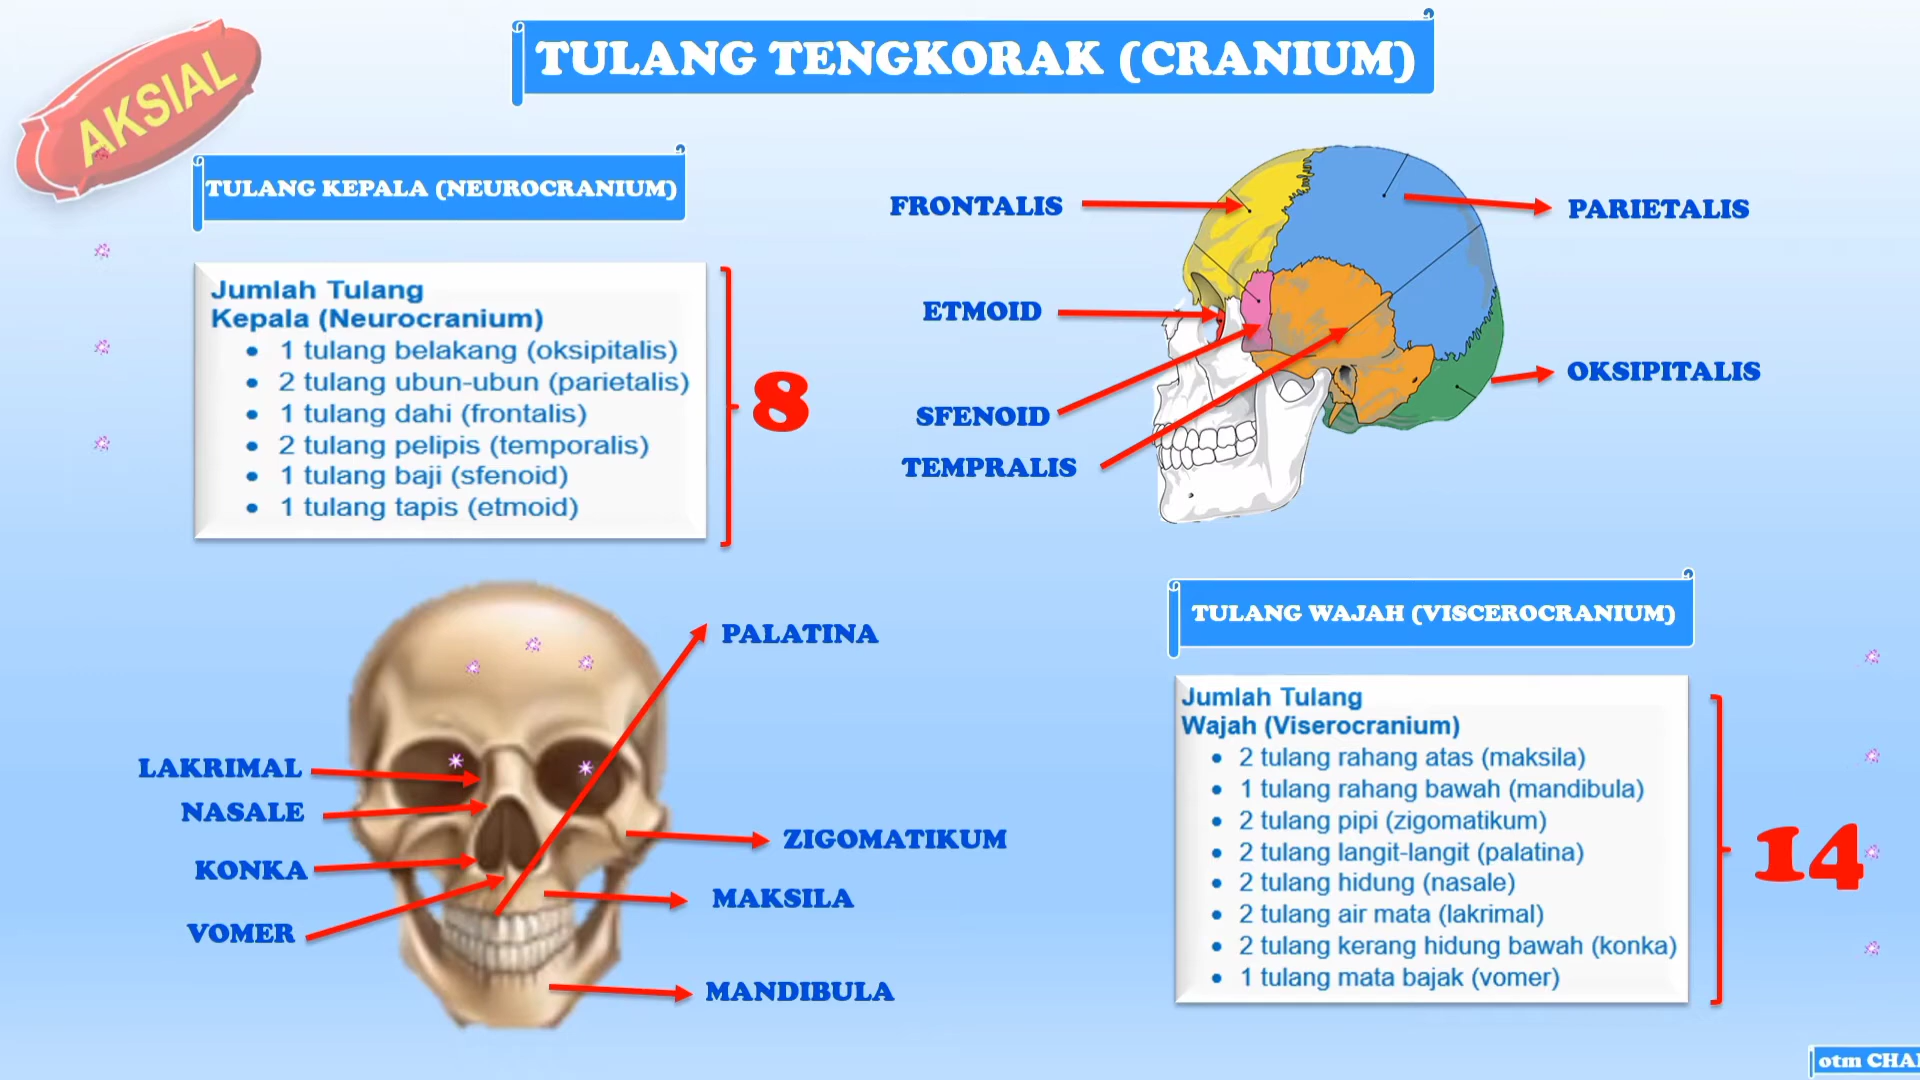 AKSIAL
TULANG TENGKORAK (CRANIUM)
TULANG KEPALA (NEUROCRANIUM)
Jumlah Tulang
Kepala (Neurocranium)
• 1 tulang belakang (oksipitalis)
• 2 tulang ubun-ubun (parietalis)
• 1 tulang dahi (frontalis)
• 2 tulang pelipis (temporalis)
• 1 tulang baji (sfenoid)
• 1 tulang tapis (etmoid)
8
FRONTALIS
PARIETALIS
ETMOID
OKSIPITALIS
SFENOID
TEMPRALIS
PALATINA
LAKRIMAL
NASALE
ZIGOMATIKUM
KONKA
MAKSILA
VOMER
MANDIBULA
TULANG WAJAH (VISCEROCRANIUM)
Jumlah Tulang
Wajah (Viserocranium)
• 2 tulang rahang atas (maksila)
• 1 tulang rahang bawah (mandibula)
• 2 tulang pipi (zigomatikum)
• 2 tulang langit-langit (palatina)
• 2 tulang hidung (nasale)
• 2 tulang air mata (lakrimal)
• 2 tulang kerang hidung bawah (konka)
• 1 tulang mata bajak (vomer)
14
otm